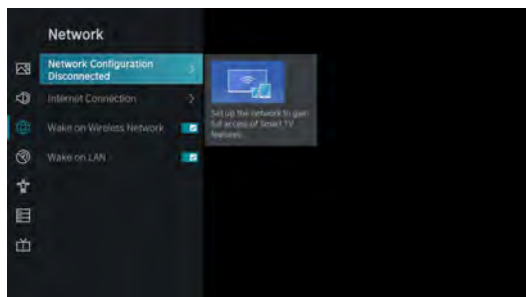 Network
Network Configuration
Disconnected
Internet Connection
Wake on Wireless Network
Wake on LAN
Set up the network to gain
full access of Smart TV
features.